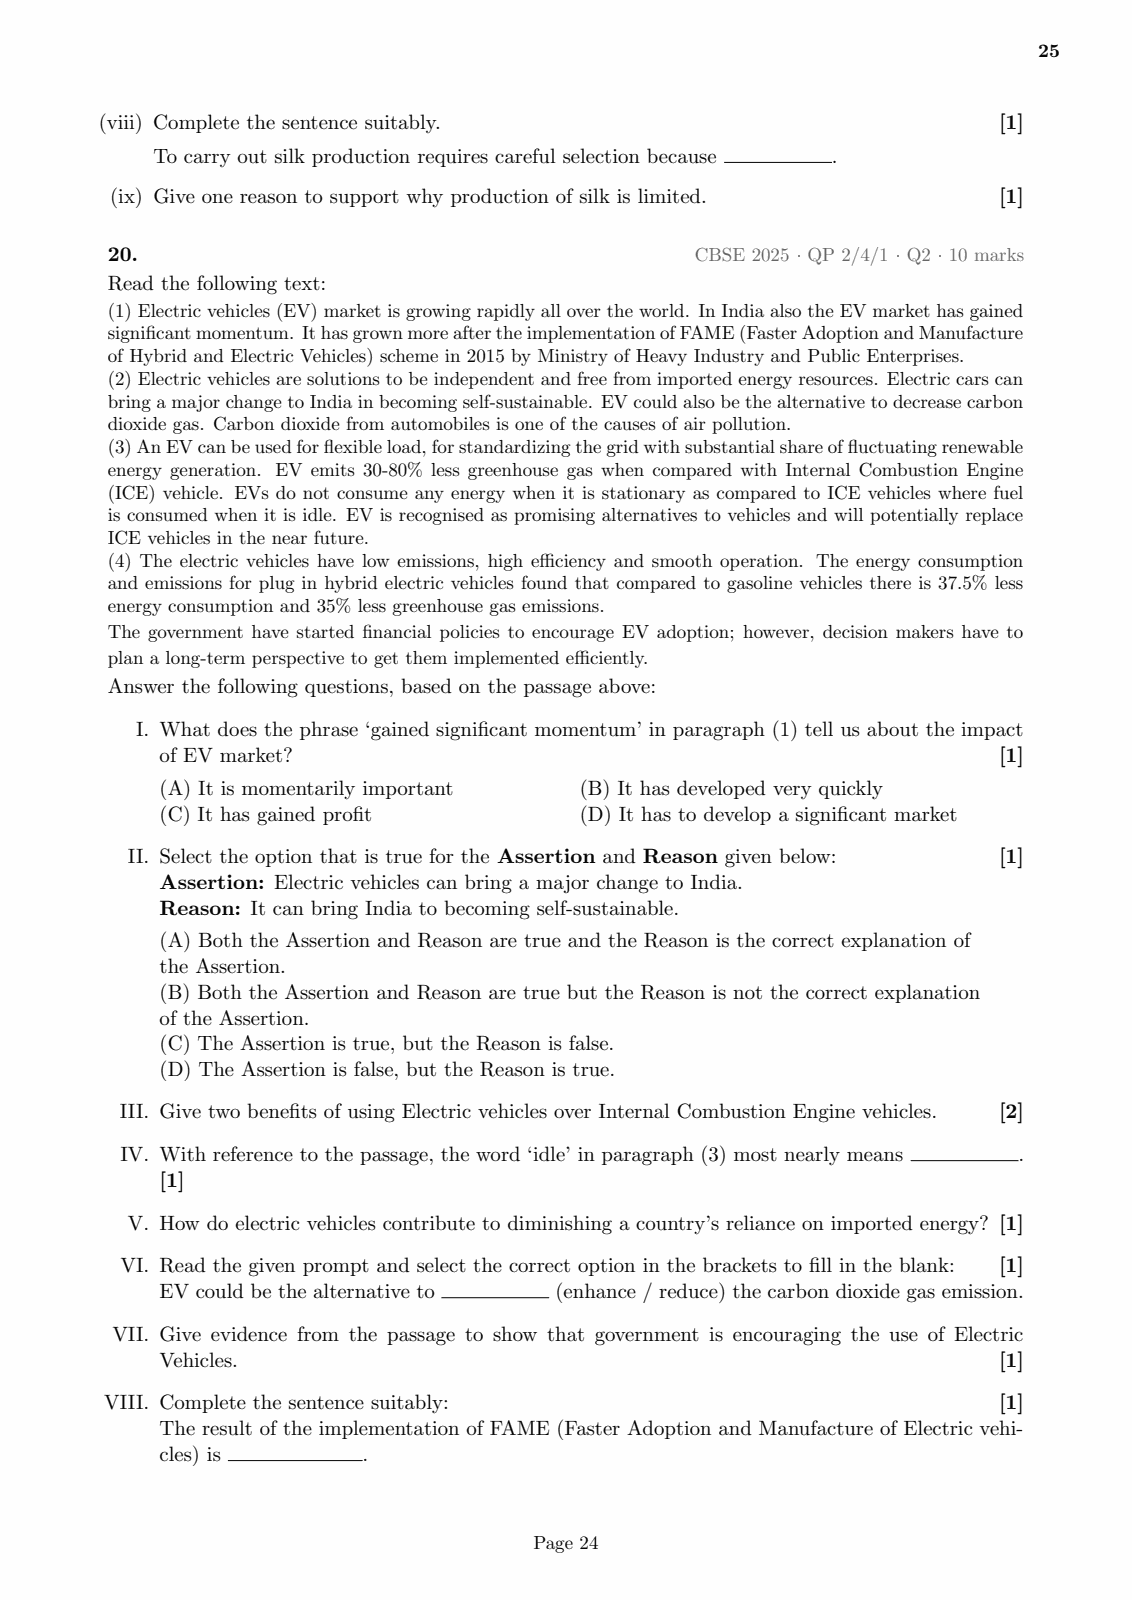 25
(viii) Complete the sentence suitably. [1]
To carry out silk production requires careful selection because __________.
(ix) Give one reason to support why production of silk is limited. [1]
20. CBSE 2025 · QP 2/4/1 · Q2 · 10 marks
Read the following text:
(1) Electric vehicles (EV) market is growing rapidly all over the world. In India also the EV market has gained
significant momentum. It has grown more after the implementation of FAME (Faster Adoption and Manufacture
of Hybrid and Electric Vehicles) scheme in 2015 by Ministry of Heavy Industry and Public Enterprises.
(2) Electric vehicles are solutions to be independent and free from imported energy resources. Electric cars can
bring a major change to India in becoming self-sustainable. EV could also be the alternative to decrease carbon
dioxide gas. Carbon dioxide from automobiles is one of the causes of air pollution.
(3) An EV can be used for flexible load, for standardizing the grid with substantial share of fluctuating renewable
energy generation. EV emits 30-80% less greenhouse gas when compared with Internal Combustion Engine
(ICE) vehicle. EVs do not consume any energy when it is stationary as compared to ICE vehicles where fuel
is consumed when it is idle. EV is recognised as promising alternatives to vehicles and will potentially replace
ICE vehicles in the near future.
(4) The electric vehicles have low emissions, high efficiency and smooth operation. The energy consumption
and emissions for plug in hybrid electric vehicles found that compared to gasoline vehicles there is 37.5% less
energy consumption and 35% less greenhouse gas emissions.
The government have started financial policies to encourage EV adoption; however, decision makers have to
plan a long-term perspective to get them implemented efficiently.
Answer the following questions, based on the passage above:
I. What does the phrase ‘gained significant momentum’ in paragraph (1) tell us about the impact
of EV market? [1]
(A) It is momentarily important (B) It has developed very quickly
(C) It has gained profit (D) It has to develop a significant market
II. Select the option that is true for the Assertion and Reason given below: [1]
Assertion: Electric vehicles can bring a major change to India.
Reason: It can bring India to becoming self-sustainable.
(A) Both the Assertion and Reason are true and the Reason is the correct explanation of
the Assertion.
(B) Both the Assertion and Reason are true but the Reason is not the correct explanation
of the Assertion.
(C) The Assertion is true, but the Reason is false.
(D) The Assertion is false, but the Reason is true.
III. Give two benefits of using Electric vehicles over Internal Combustion Engine vehicles. [2]
IV. With reference to the passage, the word ‘idle’ in paragraph (3) most nearly means __________.
[1]
V. How do electric vehicles contribute to diminishing a country’s reliance on imported energy? [1]
VI. Read the given prompt and select the correct option in the brackets to fill in the blank: [1]
EV could be the alternative to __________ (enhance / reduce) the carbon dioxide gas emission.
VII. Give evidence from the passage to show that government is encouraging the use of Electric
Vehicles. [1]
VIII. Complete the sentence suitably: [1]
The result of the implementation of FAME (Faster Adoption and Manufacture of Electric vehi-
cles) is ____________.
Page 24